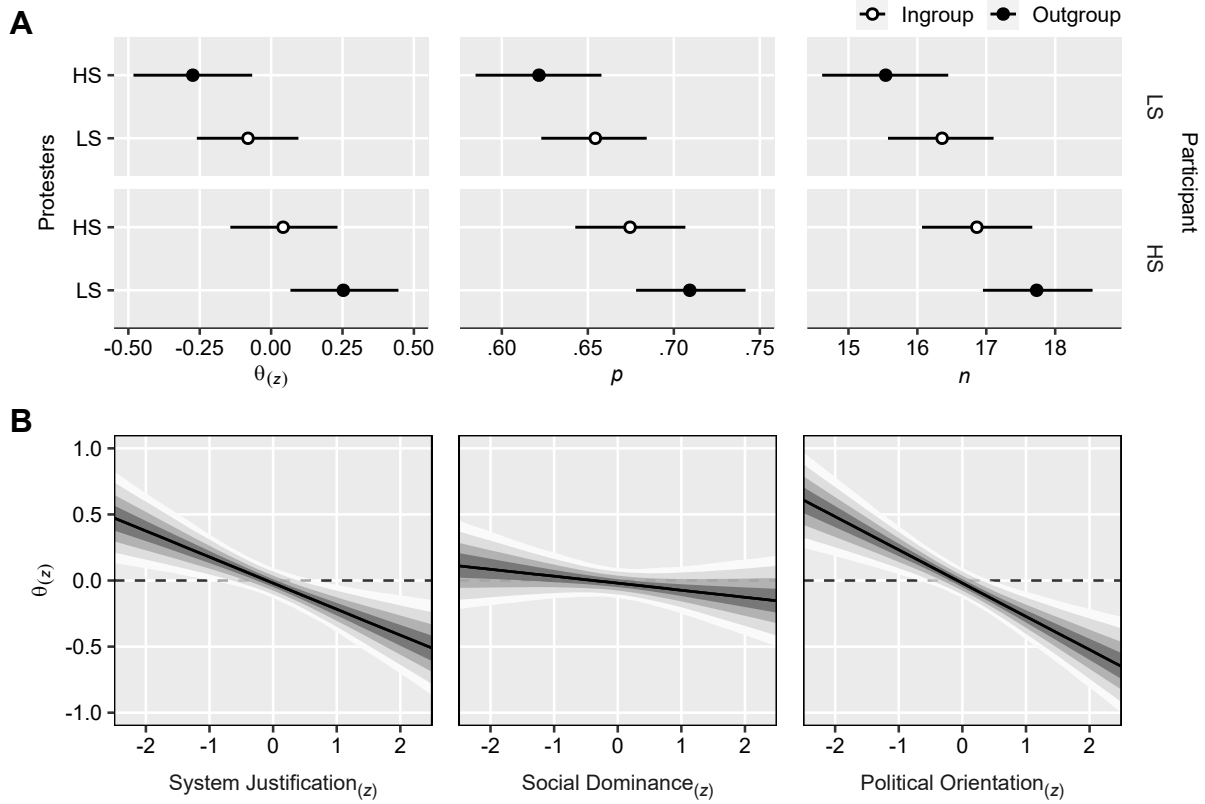 A
Ingroup Outgroup
Protesters
HS
LS
LS
HS
LS
HS
Participant
-0.50 -0.25 0.00 0.25 0.50
θ(z)
.60 .65 .70 .75
p
15 16 17 18
n
B
θ(z)
1.0
0.5
0.0
-0.5
-1.0
-2 -1 0 1 2
System Justification(z)
-2 -1 0 1 2
Social Dominance(z)
-2 -1 0 1 2
Political Orientation(z)